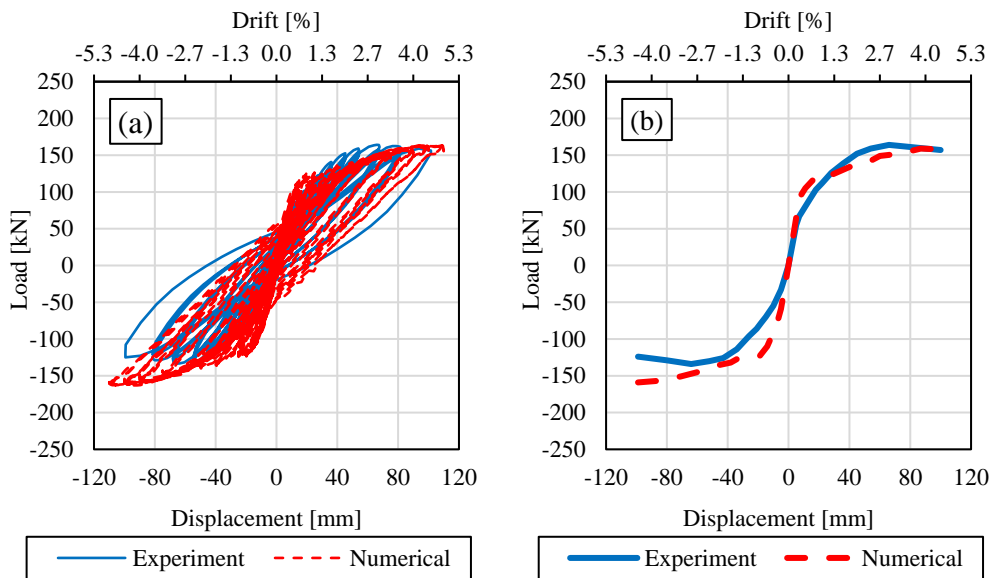 Drift [%]
-5.3 -4.0 -2.7 -1.3 0.0 1.3 2.7 4.0 5.3
250
200
150
100
50
0
-50
-100
-150
-200
-250
Load [kN]
(a)
-120 -80 -40 0 40 80 120
Displacement [mm]
Experiment Numerical
Drift [%]
-5.3 -4.0 -2.7 -1.3 0.0 1.3 2.7 4.0 5.3
250
200
150
100
50
0
-50
-100
-150
-200
-250
Load [kN]
(b)
-120 -80 -40 0 40 80 120
Displacement [mm]
Experiment Numerical